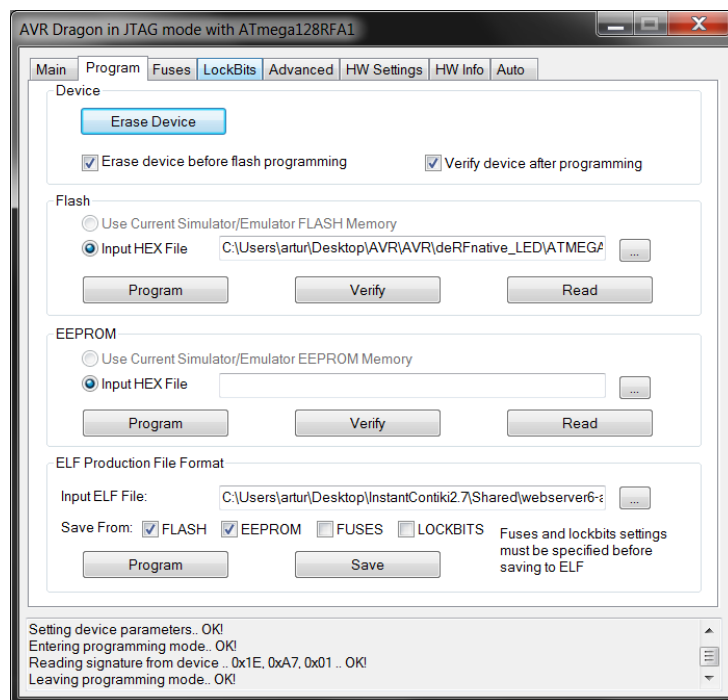 AVR Dragon in JTAG mode with ATmega128RFA1
Main Program Fuses LockBits Advanced HW Settings HW Info Auto
Device
Erase Device
Erase device before flash programming Verify device after programming
Flash
Use Current Simulator/Emulator FLASH Memory
Input HEX File C:\Users\artur\Desktop\AVR\AVR\deRFnative_LED\ATMEGA ...
Program Verify Read
EEPROM
Use Current Simulator/Emulator EEPROM Memory
Input HEX File ...
Program Verify Read
ELF Production File Format
Input ELF File: C:\Users\artur\Desktop\InstantContiki2.7\Shared\webserver6-a ...
Save From: FLASH EEPROM FUSES LOCKBITS Fuses and lockbits settings
must be specified before
Program Save saving to ELF
Setting device parameters.. OK!
Entering programming mode.. OK!
Reading signature from device .. 0x1E, 0xA7, 0x01 .. OK!
Leaving programming mode.. OK!